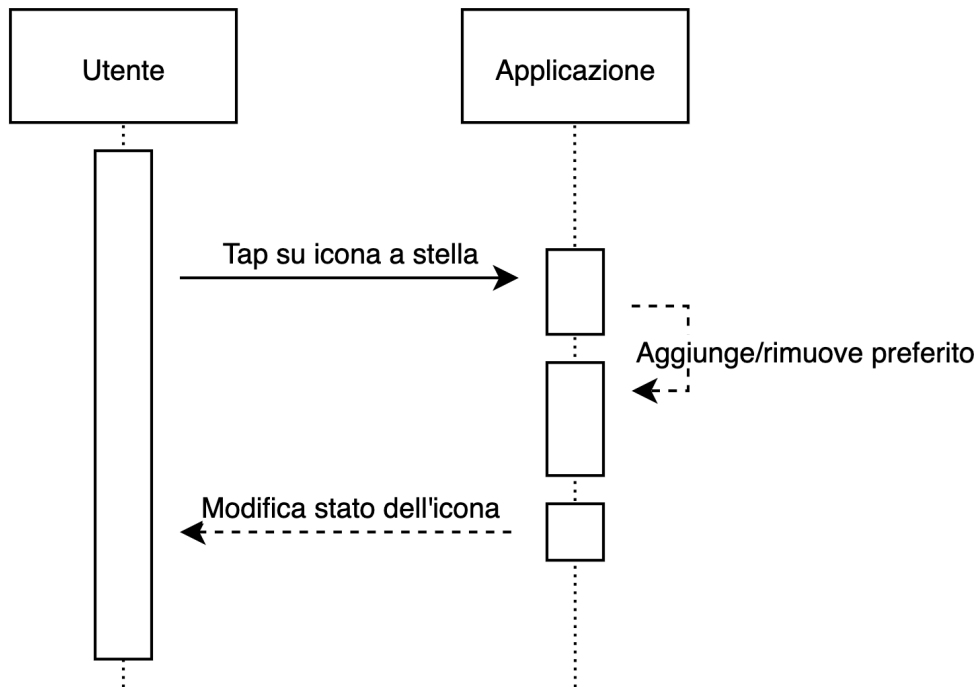 Utente
Applicazione
Tap su icona a stella
Aggiunge/rimuove preferito
Modifica stato dell'icona